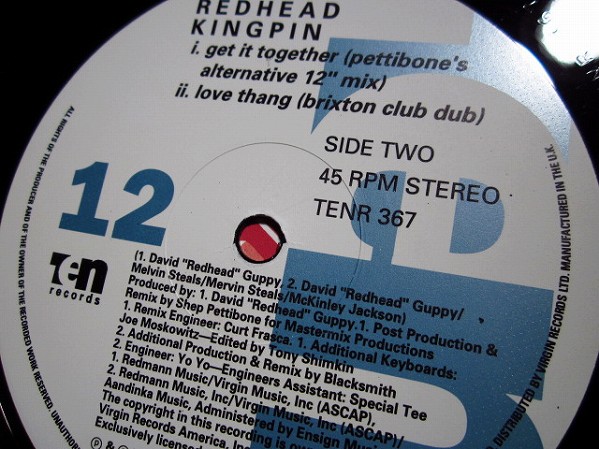 REDHEAD
KINGPIN
i. get it together (pettibone's
alternative 12" mix)
ii. love thang (brixton club dub)
SIDE TWO
45 RPM STEREO
TENR 367
12
ten
records
(1. David "Redhead" Guppy, 2. David "Redhead" Guppy/
Melvin Steals/Mervin Steals/McKinley Jackson)
Produced by: 1. David "Redhead" Guppy. 1. Post Production &
Remix by Shep Pettibone for Mastermix Productions
1. Remix Engineer: Curt Frasca. 1. Additional Keyboards:
Joe Moskowitz—Edited by Tony Shimkin
2. Additional Production & Remix by Blacksmith
2. Engineer: Yo Yo—Engineers Assistant: Special Tee
1. Redmann Music/Virgin Music, Inc (ASCAP),
2. Redmann Music, Inc/Virgin Music, Inc (ASCAP)/
Aandinka Music, Administered by Ensign Music
The copyright in this recording is own
Virgin Records America, Inc
Exclusively licensed
ALL RIGHTS OF THE PRODUCER AND OF THE OWNER OF THE RECORDED WORK RESERVED. UNAUTHOR
DISTRIBUTED BY VIRGIN RECORDS LTD. MANUFACTURED IN THE U.K.